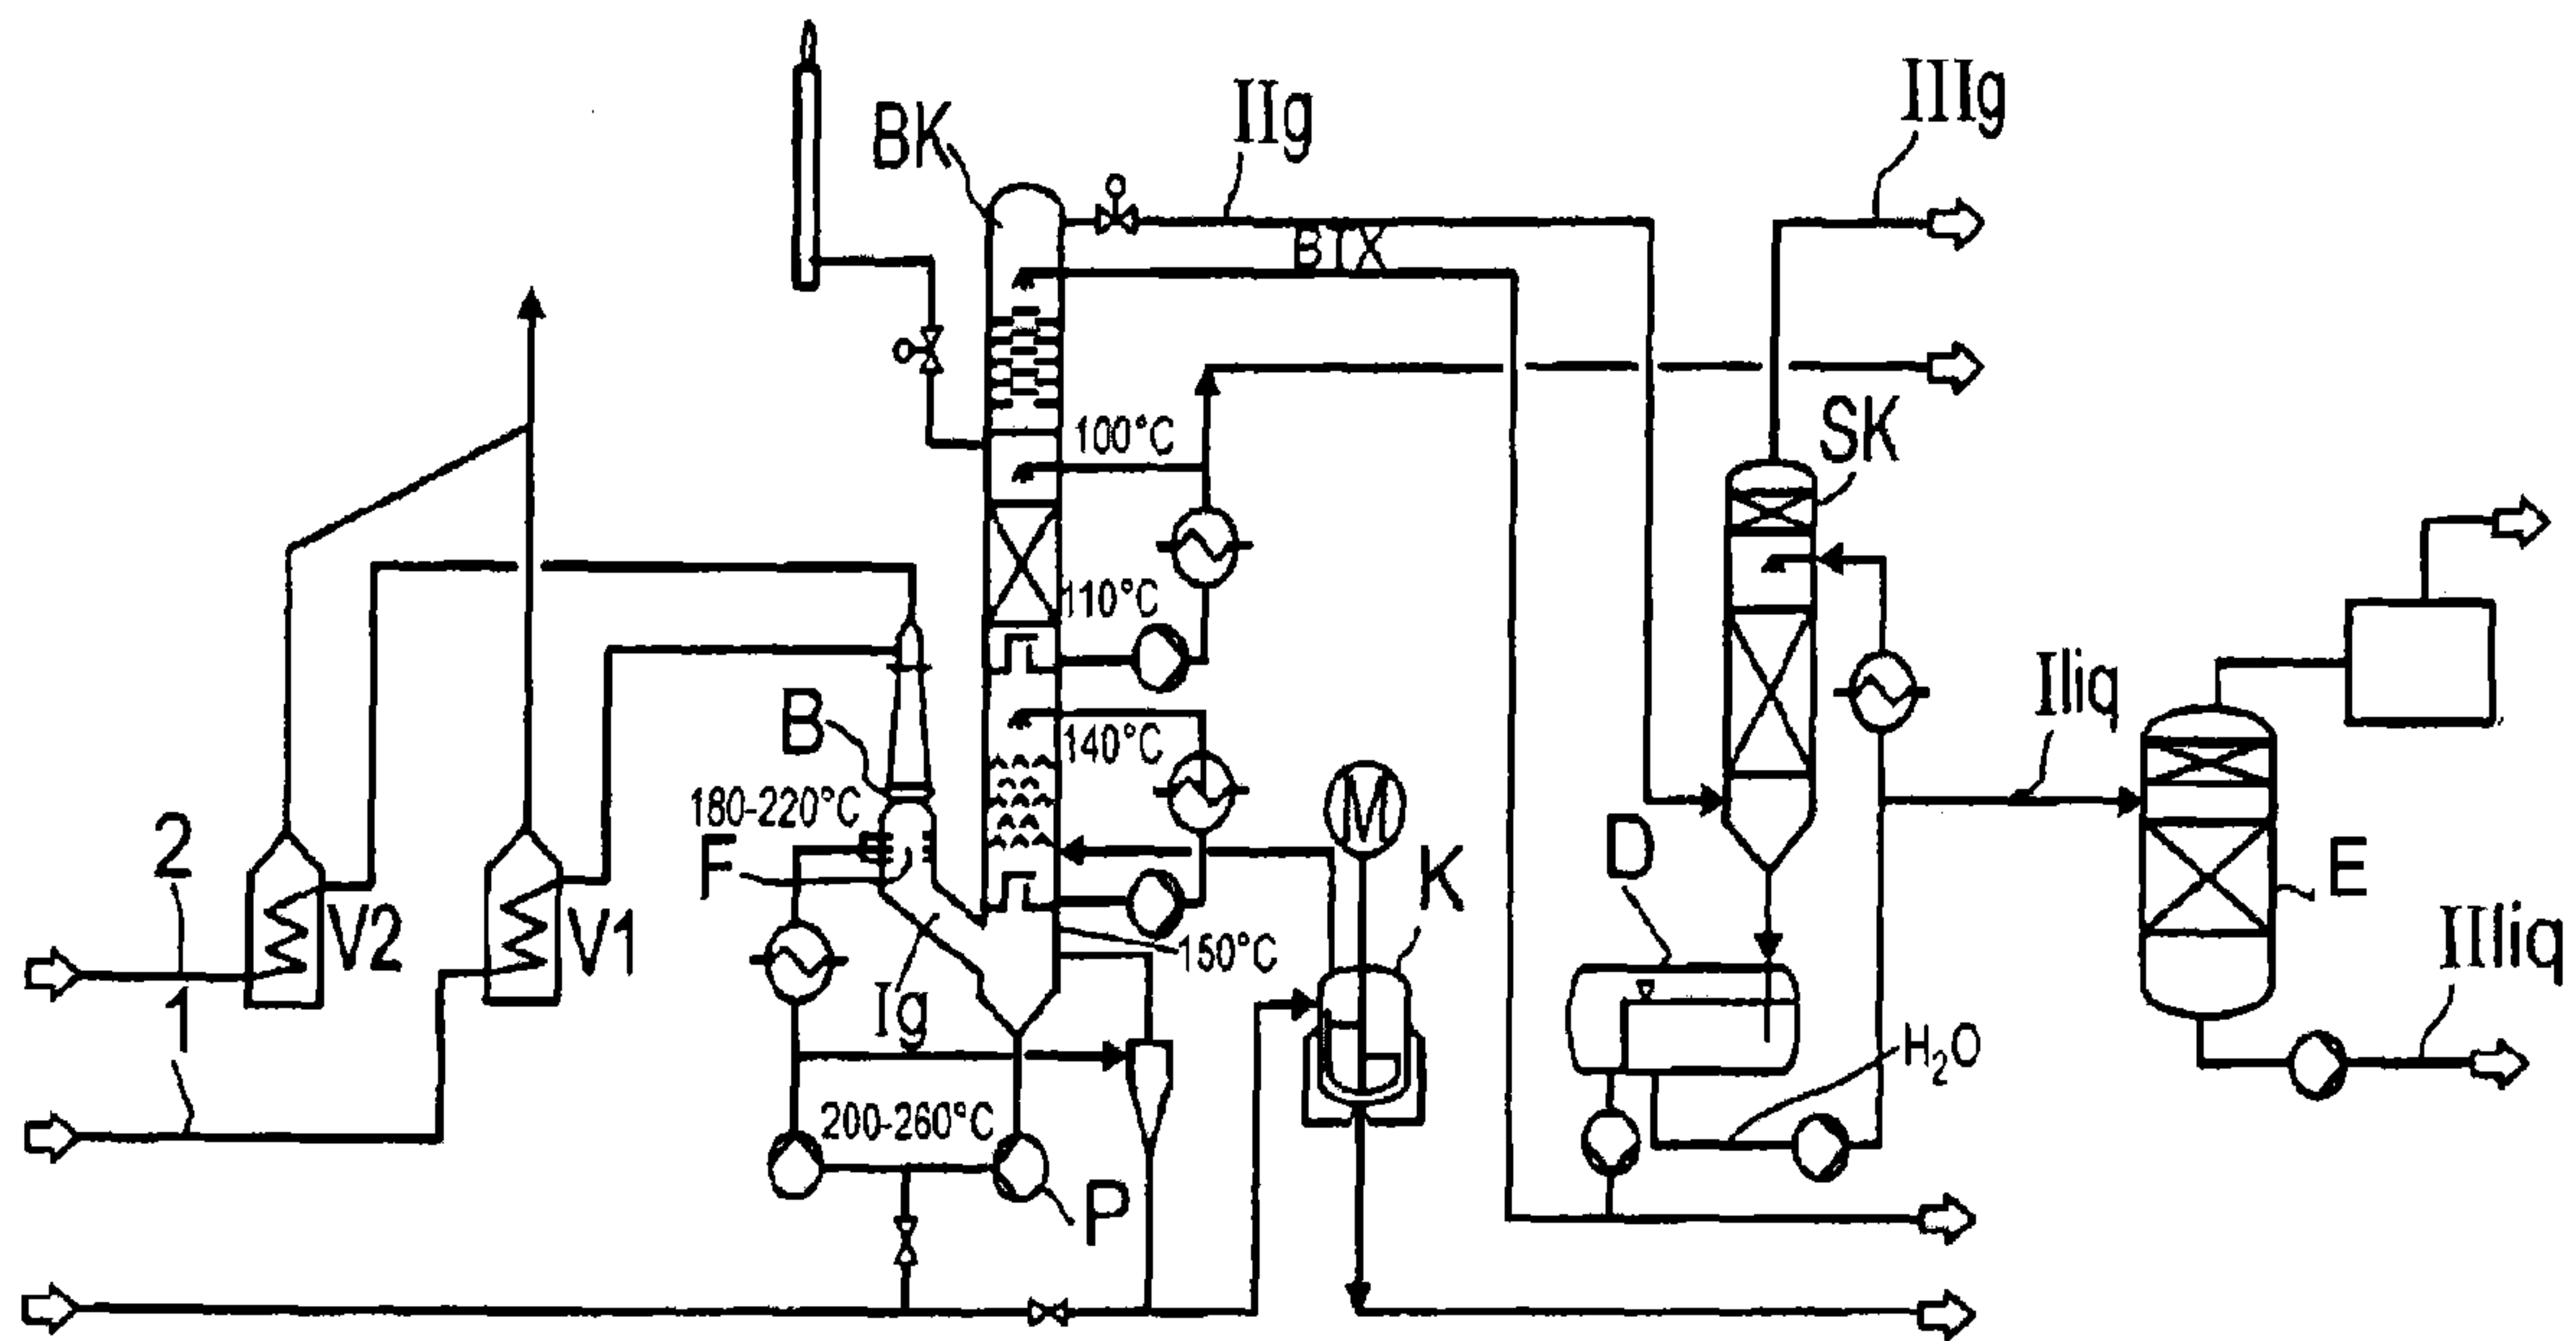 IIIg
IIg
BK
BTX
SK
100°C
110°C
Iliq
B
140°C
180-220°C
M
2
F
D
K
E
V2
V1
150°C
IIliq
1
Ig
H₂O
200-260°C
P